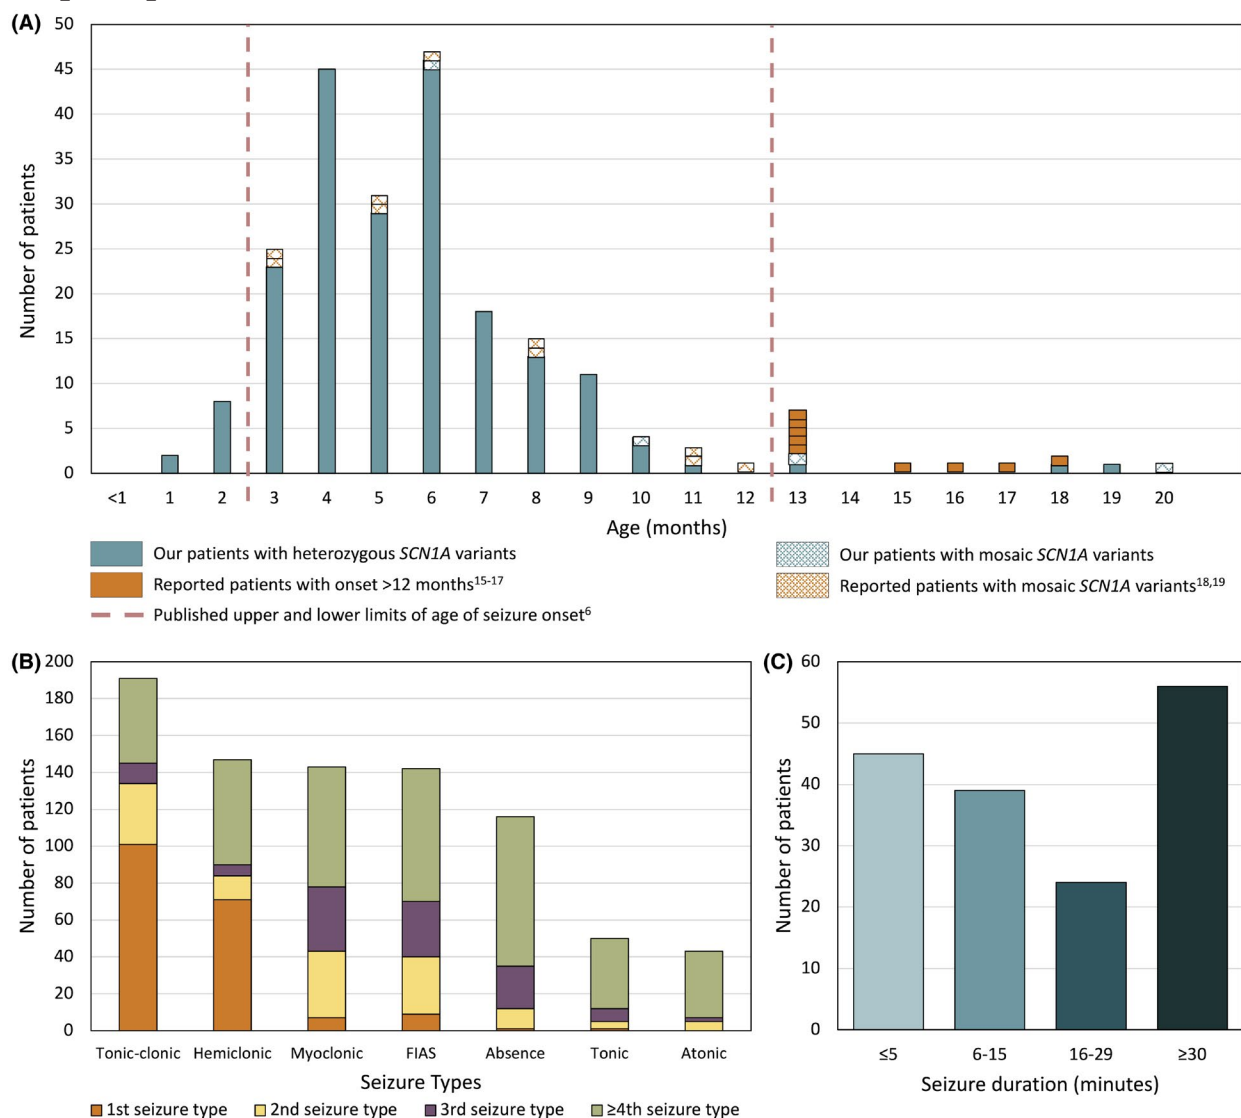 (A)
50
45
40
35
30
25
20
15
10
5
0
Number of patients
<1 1 2 3 4 5 6 7 8 9 10 11 12 13 14 15 16 17 18 19 20
Age (months)
Our patients with heterozygous SCN1A variants
Our patients with mosaic SCN1A variants
Reported patients with onset >12 months15-17
Reported patients with mosaic SCN1A variants18,19
Published upper and lower limits of age of seizure onset6
(B)
200
180
160
140
120
100
80
60
40
20
0
Number of patients
Tonic-clonic Hemiclonic Myoclonic FIAS Absence Tonic Atonic
Seizure Types
1st seizure type 2nd seizure type 3rd seizure type ≥4th seizure type
(C)
60
50
40
30
20
10
0
Number of patients
≤5 6-15 16-29 ≥30
Seizure duration (minutes)